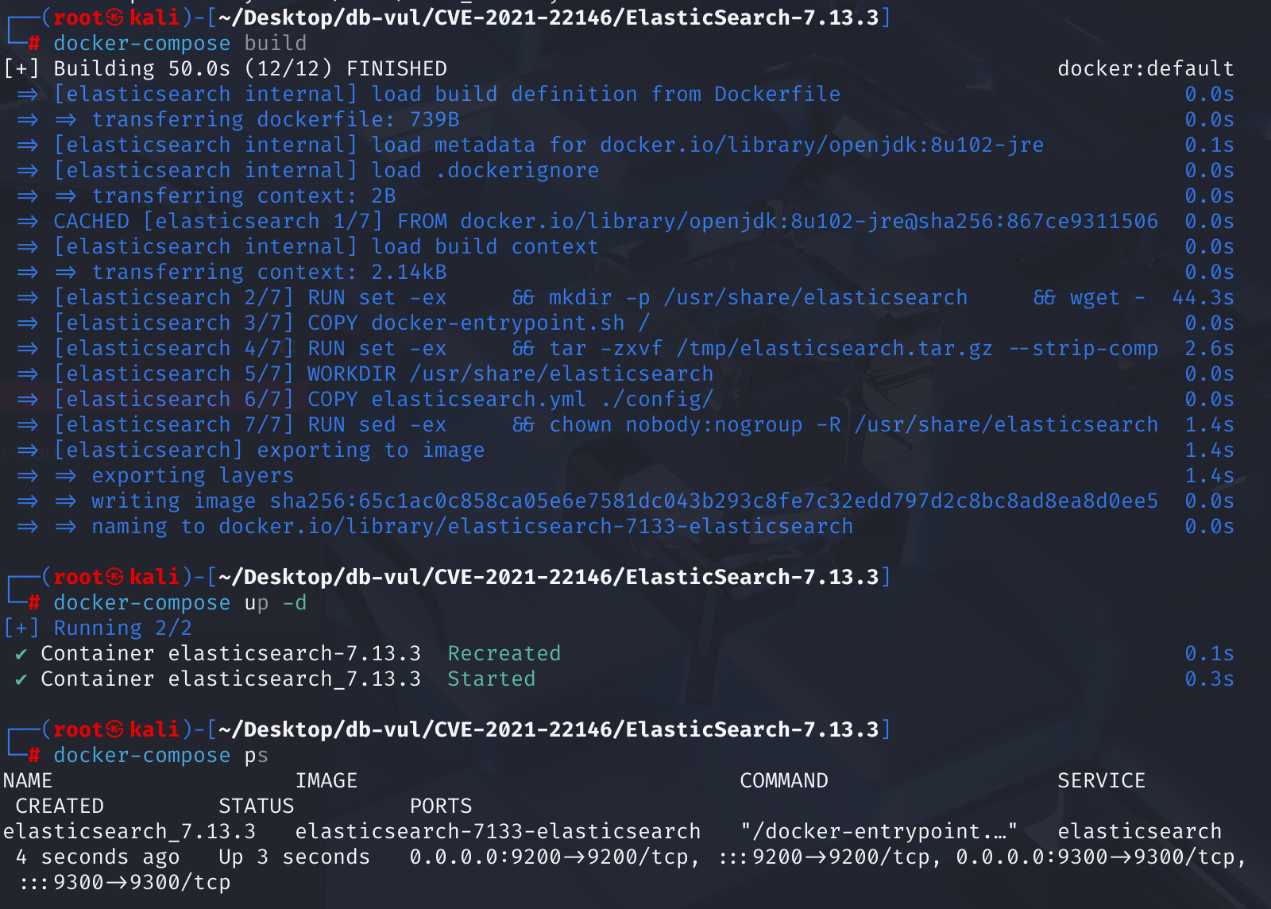 ┌──(root㉿kali)-[~/Desktop/db-vul/CVE-2021-22146/ElasticSearch-7.13.3]
└─# docker-compose build
[+] Building 50.0s (12/12) FINISHED docker:default
=> [elasticsearch internal] load build definition from Dockerfile 0.0s
=> => transferring dockerfile: 739B 0.0s
=> [elasticsearch internal] load metadata for docker.io/library/openjdk:8u102-jre 0.1s
=> [elasticsearch internal] load .dockerignore 0.0s
=> => transferring context: 2B 0.0s
=> CACHED [elasticsearch 1/7] FROM docker.io/library/openjdk:8u102-jre@sha256:867ce9311506 0.0s
=> [elasticsearch internal] load build context 0.0s
=> => transferring context: 2.14kB 0.0s
=> [elasticsearch 2/7] RUN set -ex && mkdir -p /usr/share/elasticsearch && wget - 44.3s
=> [elasticsearch 3/7] COPY docker-entrypoint.sh / 0.0s
=> [elasticsearch 4/7] RUN set -ex && tar -zxvf /tmp/elasticsearch.tar.gz --strip-comp 2.6s
=> [elasticsearch 5/7] WORKDIR /usr/share/elasticsearch 0.0s
=> [elasticsearch 6/7] COPY elasticsearch.yml ./config/ 0.0s
=> [elasticsearch 7/7] RUN sed -ex && chown nobody:nogroup -R /usr/share/elasticsearch 1.4s
=> [elasticsearch] exporting to image 1.4s
=> => exporting layers 1.4s
=> => writing image sha256:65c1ac0c858ca05e6e7581dc043b293c8fe7c32edd797d2c8bc8ad8ea8d0ee5 0.0s
=> => naming to docker.io/library/elasticsearch-7133-elasticsearch 0.0s
┌──(root㉿kali)-[~/Desktop/db-vul/CVE-2021-22146/ElasticSearch-7.13.3]
└─# docker-compose up -d
[+] Running 2/2
✔ Container elasticsearch-7.13.3 Recreated 0.1s
✔ Container elasticsearch_7.13.3 Started 0.3s
┌──(root㉿kali)-[~/Desktop/db-vul/CVE-2021-22146/ElasticSearch-7.13.3]
└─# docker-compose ps
NAME IMAGE COMMAND SERVICE
CREATED STATUS PORTS
elasticsearch_7.13.3 elasticsearch-7133-elasticsearch "/docker-entrypoint.…" elasticsearch
4 seconds ago Up 3 seconds 0.0.0.0:9200->9200/tcp, :::9200->9200/tcp, 0.0.0.0:9300->9300/tcp,
:::9300->9300/tcp